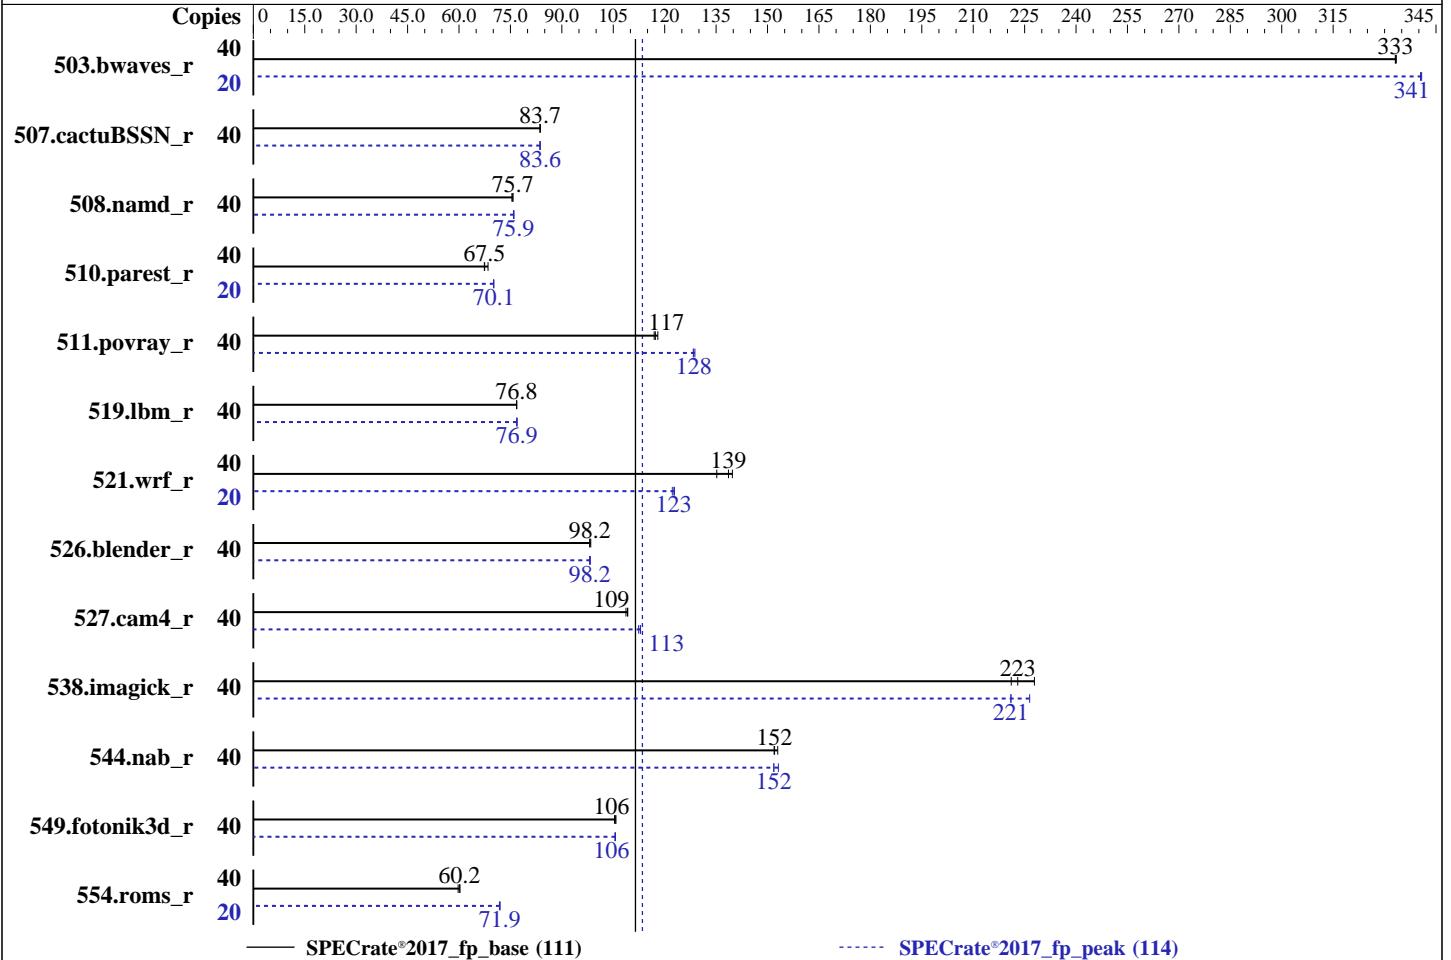 Copies 0 15.0 30.0 45.0 60.0 75.0 90.0 105 120 135 150 165 180 195 210 225 240 255 270 285 300 315 345
503.bwaves_r 40 333
20 341
507.cactuBSSN_r 40 83.7
83.6
508.namd_r 40 75.7
75.9
510.parest_r 40 67.5
20 70.1
511.povray_r 40 117
128
519.lbm_r 40 76.8
76.9
521.wrf_r 40 139
20 123
526.blender_r 40 98.2
98.2
527.cam4_r 40 109
113
538.imagick_r 40 223
221
544.nab_r 40 152
152
549.fotonik3d_r 40 106
106
554.roms_r 40 60.2
20 71.9
SPECrate®2017_fp_base (111) SPECrate®2017_fp_peak (114)